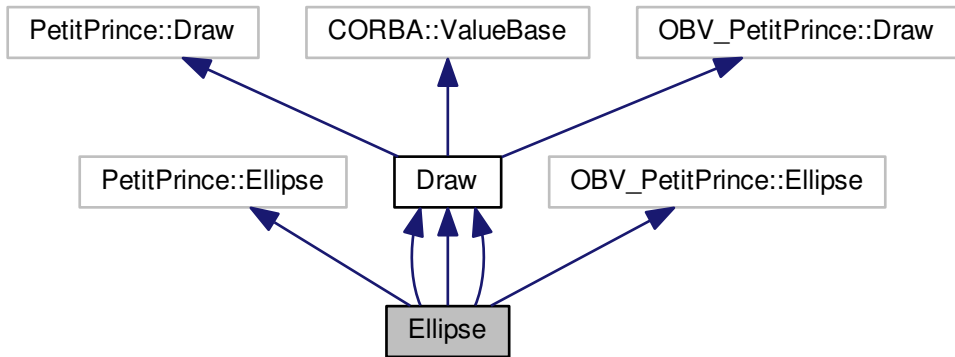 PetitPrince::Draw
CORBA::ValueBase
OBV_PetitPrince::Draw
PetitPrince::Ellipse
Draw
OBV_PetitPrince::Ellipse
Ellipse